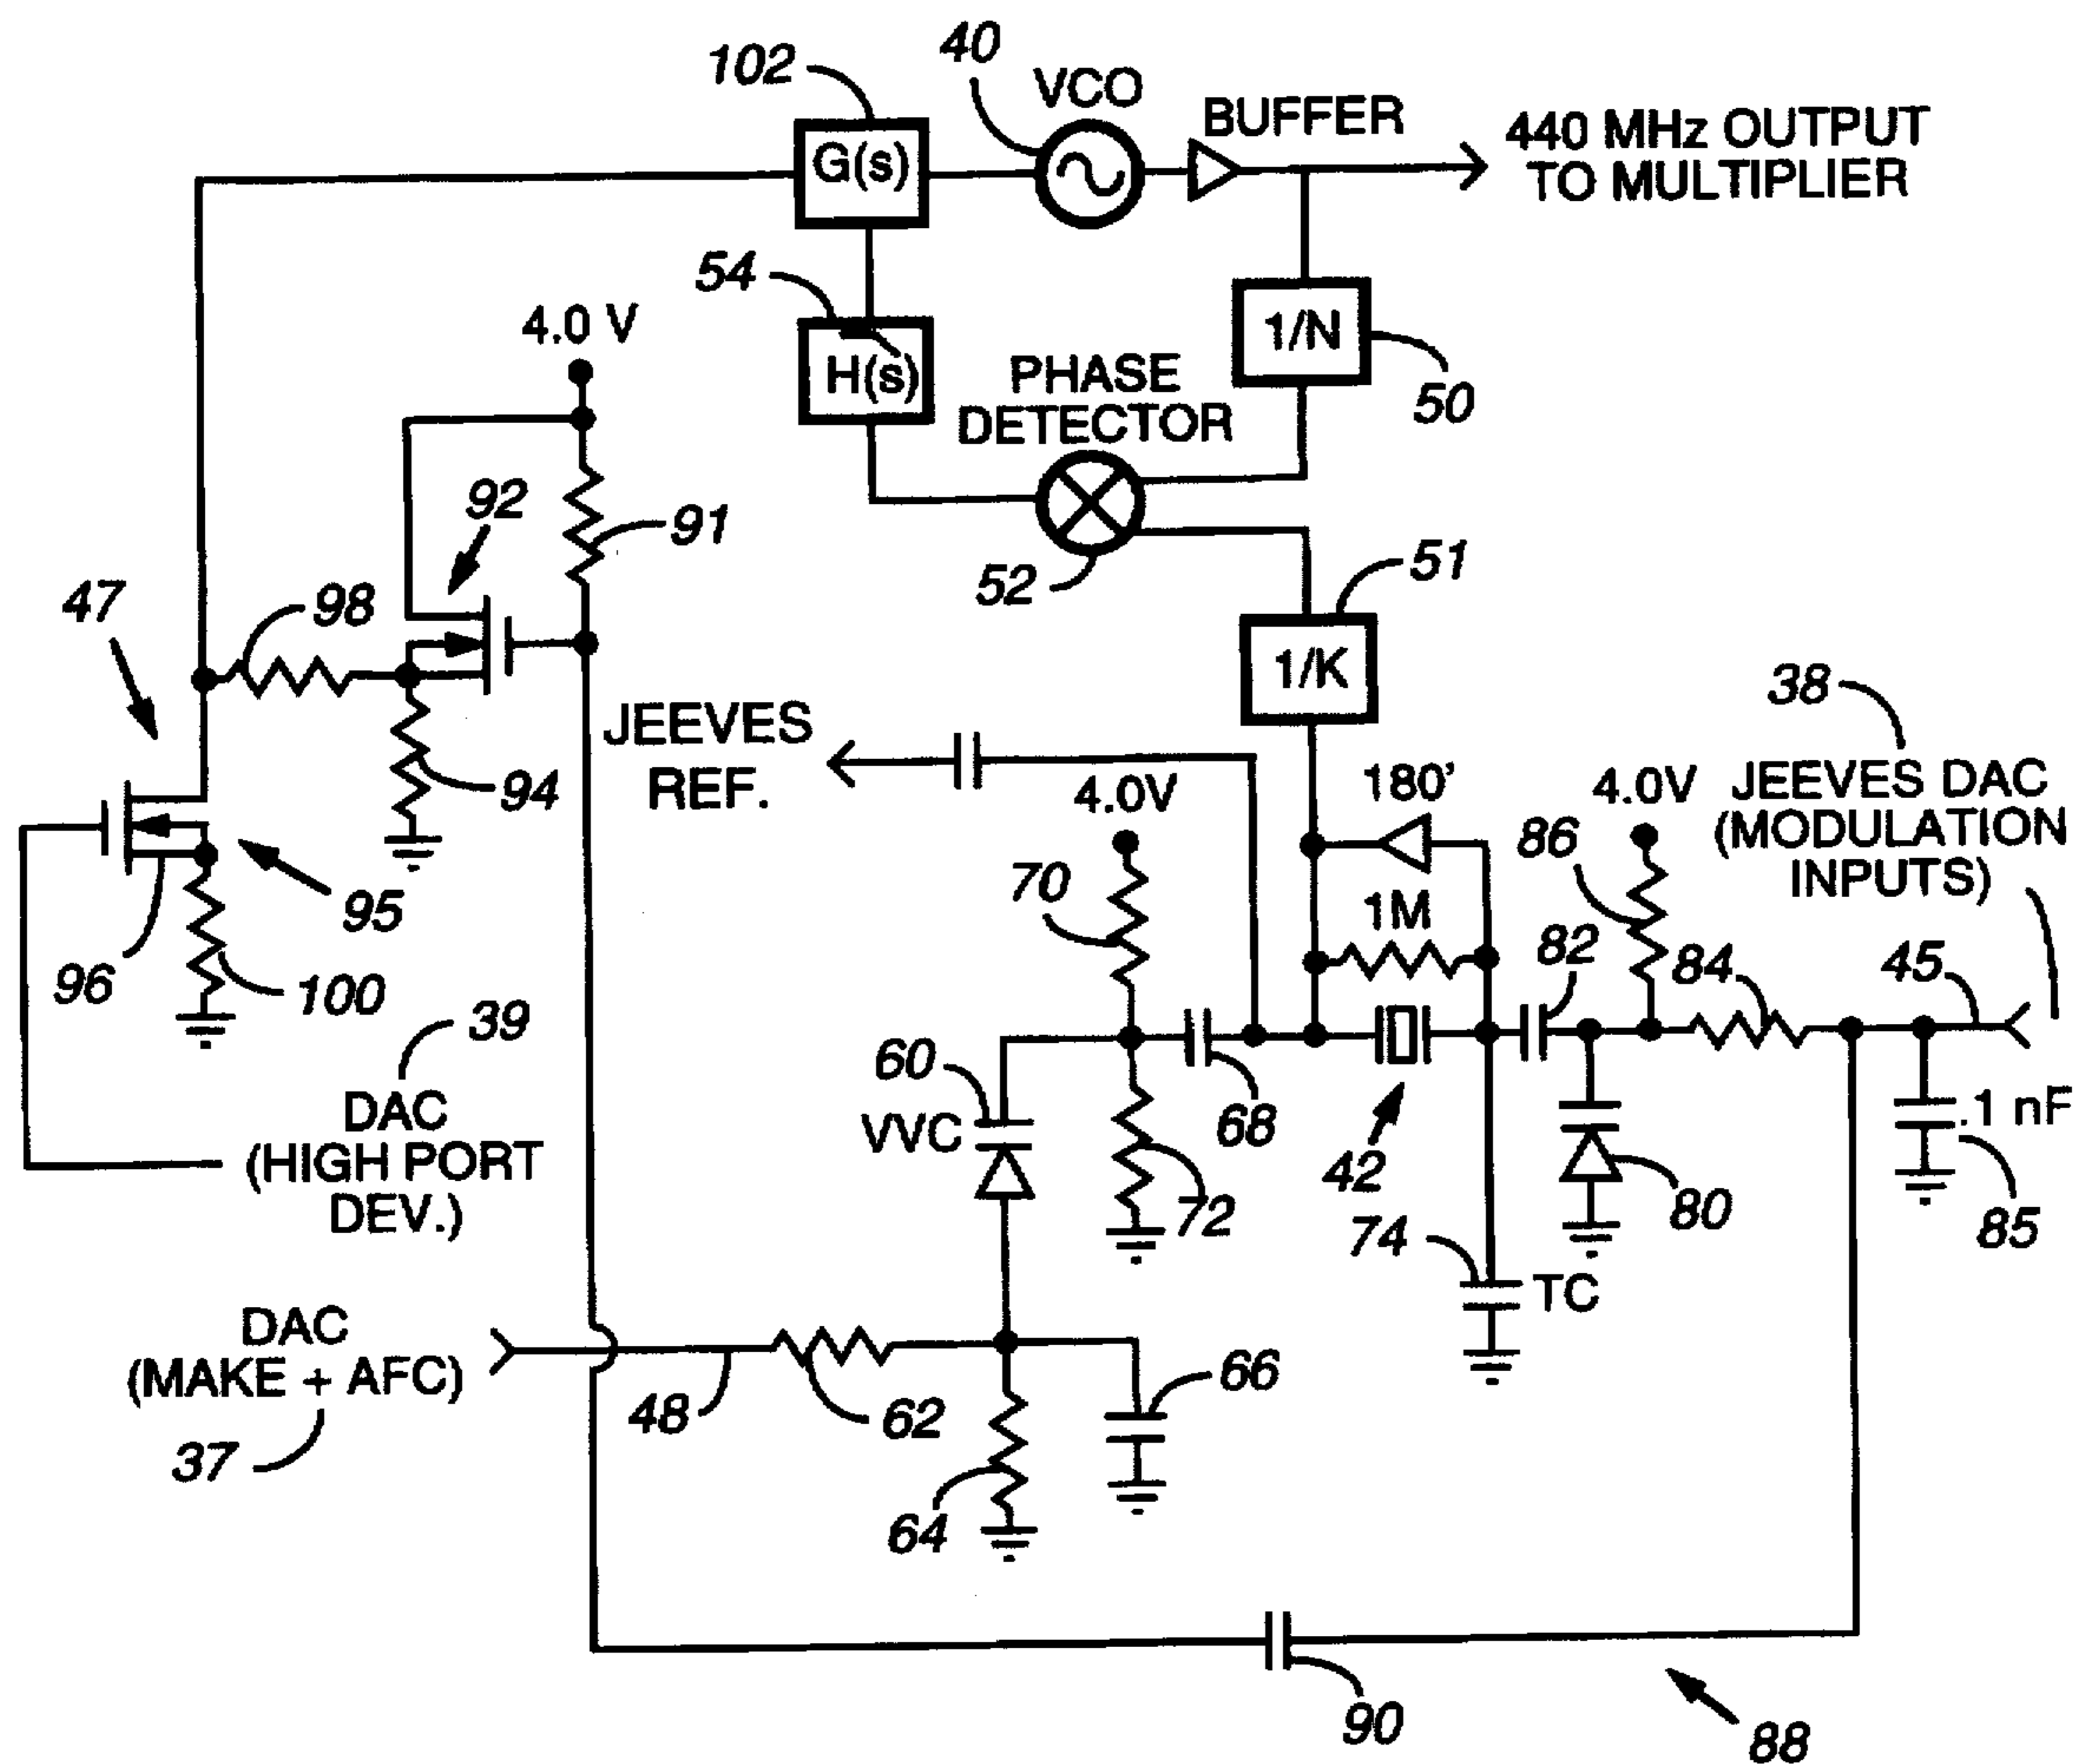 102
40
VCO
BUFFER
440 MHz OUTPUT
TO MULTIPLIER
G(s)
54
4.0 V
H(s)
PHASE
DETECTOR
1/N
50
92
91
52
51
47
98
1/K
38
JEEVES
REF.
94
4.0V
180'
4.0V
JEEVES DAC
(MODULATION
INPUTS)
86
70
1M
95
96
100
82
84
45
39
60
DAC
(HIGH PORT
DEV.)
VVC
68
42
.1 nF
72
74
80
85
TC
DAC
(MAKE + AFC)
37
48
62
66
64
90
88